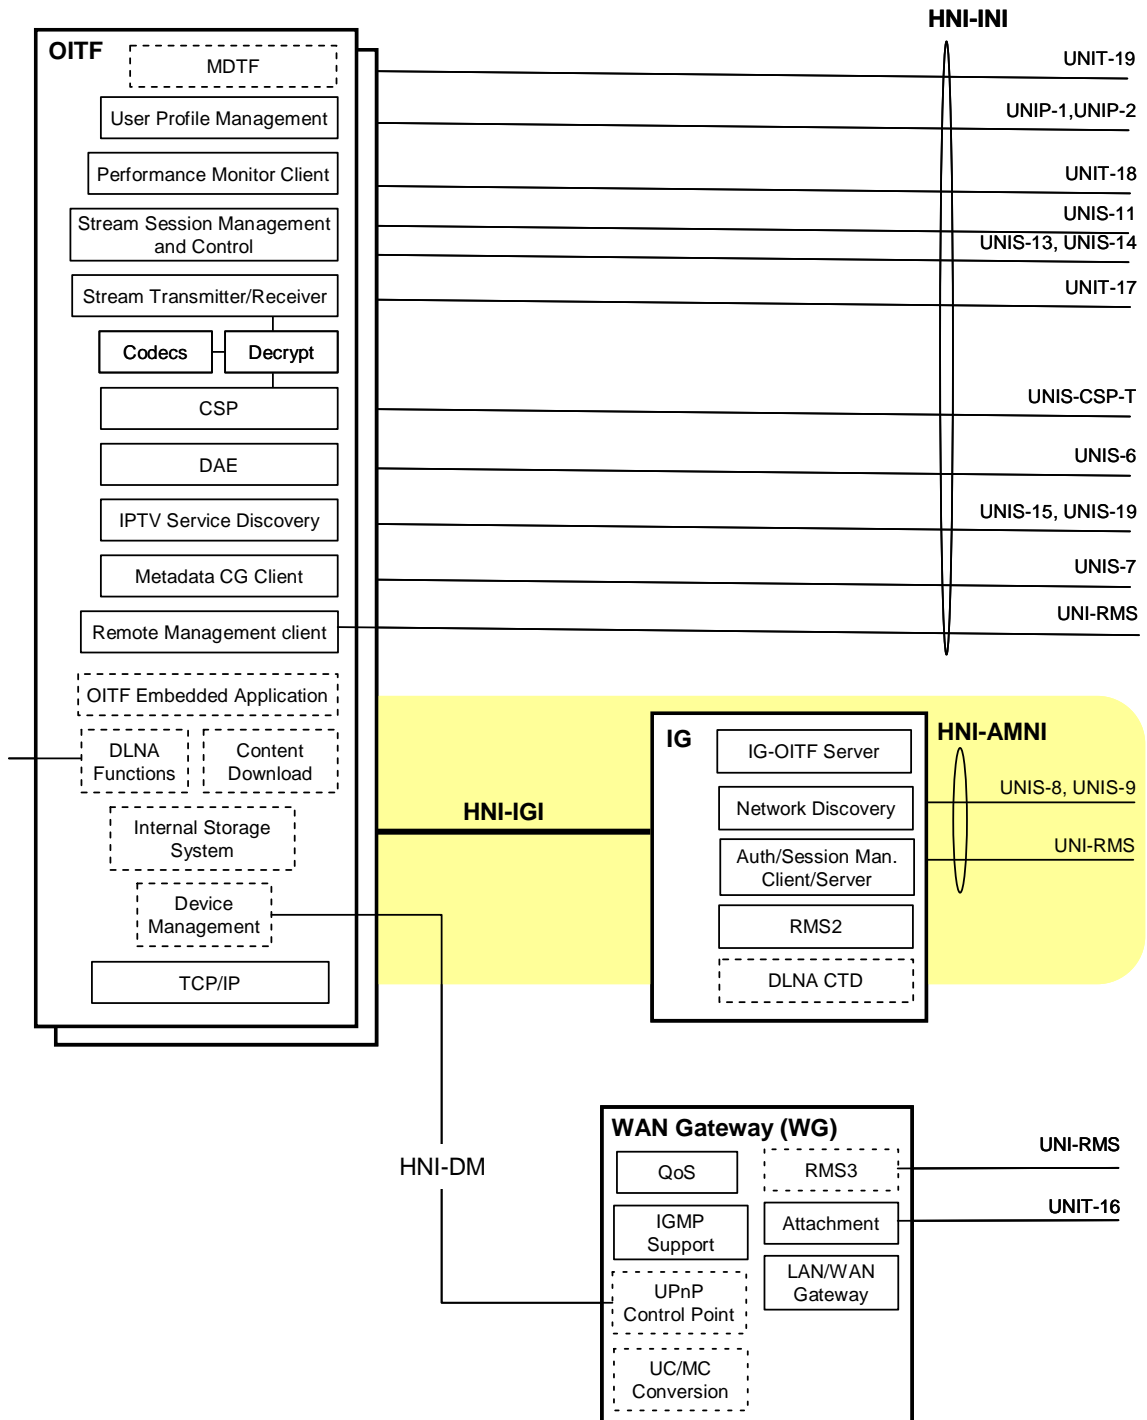 HNI-INI
OITF
MDTF
UNIT-19
User Profile Management
UNIP-1,UNIP-2
Performance Monitor Client
UNIT-18
Stream Session Management
and Control
UNIS-11
UNIS-13, UNIS-14
Stream Transmitter/Receiver
UNIT-17
Codecs
Decrypt
CSP
UNIS-CSP-T
DAE
UNIS-6
IPTV Service Discovery
UNIS-15, UNIS-19
Metadata CG Client
UNIS-7
Remote Management client
UNI-RMS
OITF Embedded Application
DLNA
Functions
Content
Download
Internal Storage
System
Device
Management
TCP/IP
HNI-IGI
IG
IG-OITF Server
Network Discovery
Auth/Session Man.
Client/Server
RMS2
DLNA CTD
HNI-AMNI
UNIS-8, UNIS-9
UNI-RMS
HNI-DM
WAN Gateway (WG)
QoS
RMS3
UNI-RMS
IGMP
Support
Attachment
UNIT-16
UPnP
Control Point
LAN/WAN
Gateway
UC/MC
Conversion